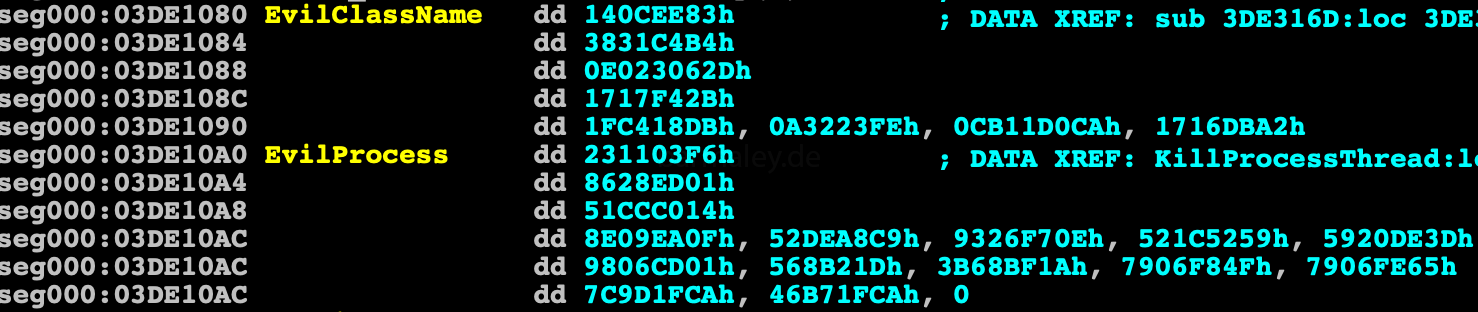 seg000:03DE1080 EvilClassName dd 140CEE83h ; DATA XREF: sub 3DE316D:loc 3DE
seg000:03DE1084 dd 3831C4B4h
seg000:03DE1088 dd 0E023062Dh
seg000:03DE108C dd 1717F42Bh
seg000:03DE1090 dd 1FC418DBh, 0A3223FEh, 0CB11D0CAh, 1716DBA2h
seg000:03DE10A0 EvilProcess dd 231103F6h ; DATA XREF: KillProcessThread:l
seg000:03DE10A4 dd 8628ED01h
seg000:03DE10A8 dd 51CCC014h
seg000:03DE10AC dd 8E09EA0Fh, 52DEA8C9h, 9326F70Eh, 521C5259h, 5920DE3Dh
seg000:03DE10AC dd 9806CD01h, 568B21Dh, 3B68BF1Ah, 7906F84Fh, 7906FE65h
seg000:03DE10AC dd 7C9D1FCAh, 46B71FCAh, 0